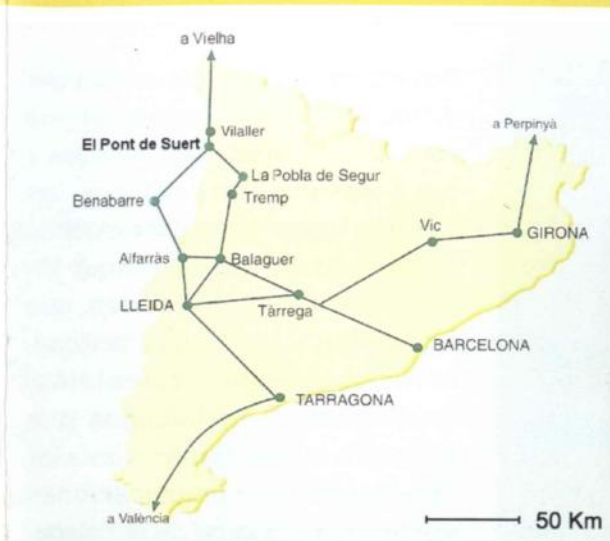 a Vielha
Vilaller
a Perpinyà
El Pont de Suert
La Pobla de Segur
Benabarre
Tremp
Vic
GIRONA
Alfarràs
Balaguer
LLEIDA
Tàrrega
BARCELONA
TARRAGONA
a València
50 Km